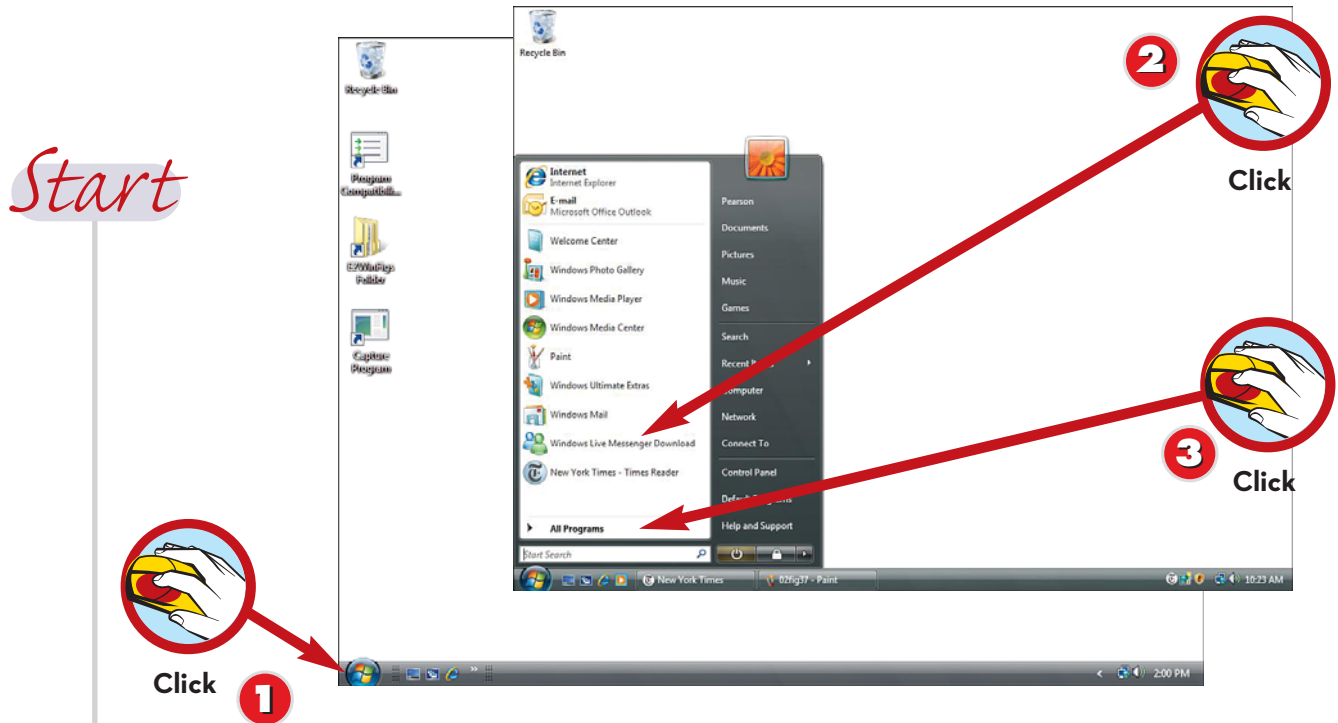 Start
Recycle Bin
Program
Compatibili...
EZWinFigs
Folder
Capture
Program
2:00 PM
Click
1
Recycle Bin
Internet
Internet Explorer
E-mail
Microsoft Office Outlook
Welcome Center
Windows Photo Gallery
Windows Media Player
Windows Media Center
Paint
Windows Ultimate Extras
Windows Mail
Windows Live Messenger Download
New York Times - Times Reader
All Programs
Start Search
Pearson
Documents
Pictures
Music
Games
Search
Recent
Computer
Network
Connect To
Control Panel
Default
Help and Support
New York Times
02fig37 - Paint
10:23 AM
2
Click
3
Click